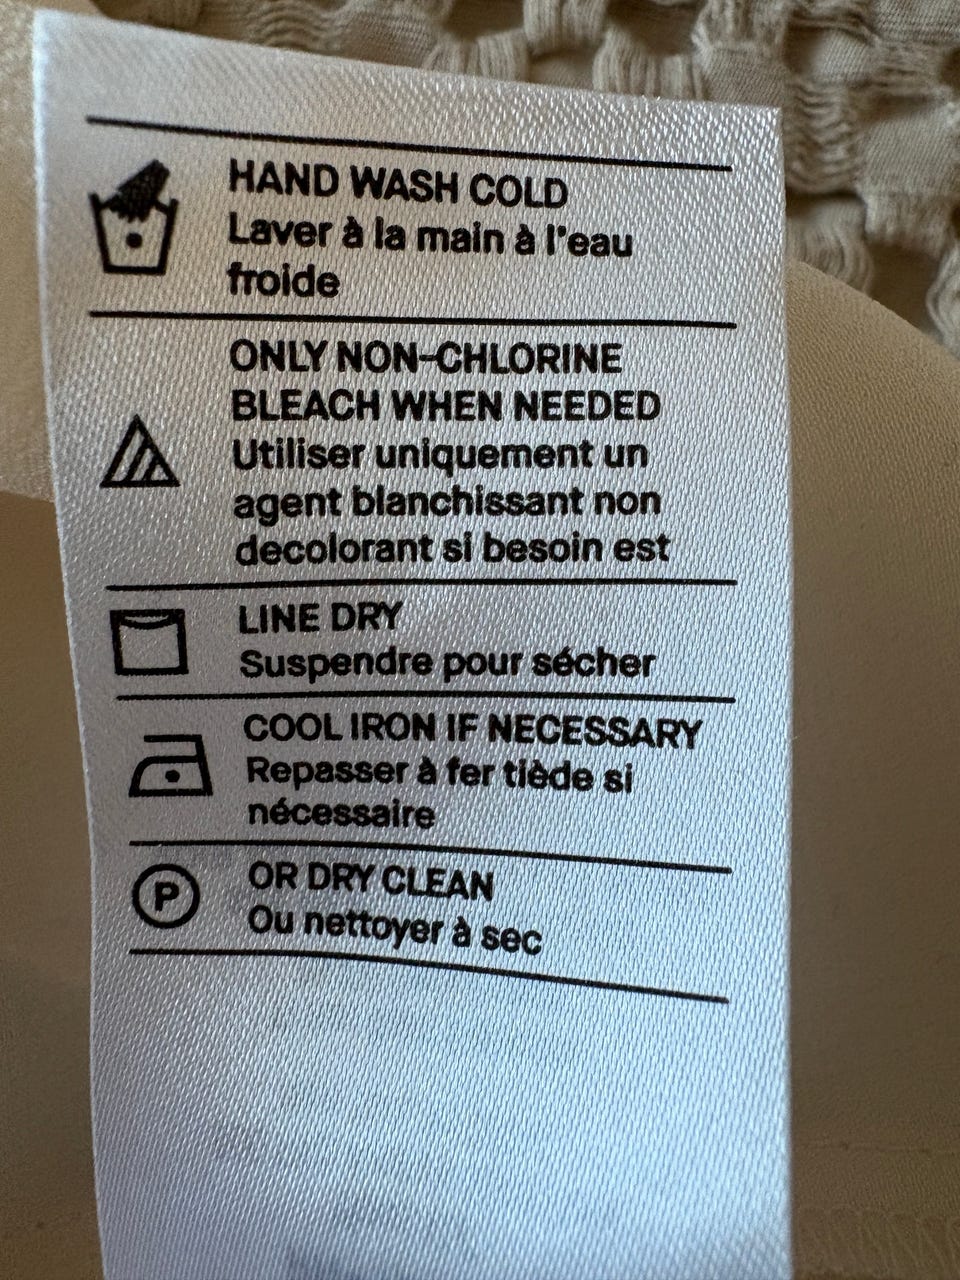 HAND WASH COLD
Laver à la main à l'eau
froide
ONLY NON-CHLORINE
BLEACH WHEN NEEDED
Utiliser uniquement un
agent blanchissant non
decolorant si besoin est
LINE DRY
Suspendre pour sécher
COOL IRON IF NECESSARY
Repasser à fer tiède si
nécessaire
P
OR DRY CLEAN
Ou nettoyer à sec